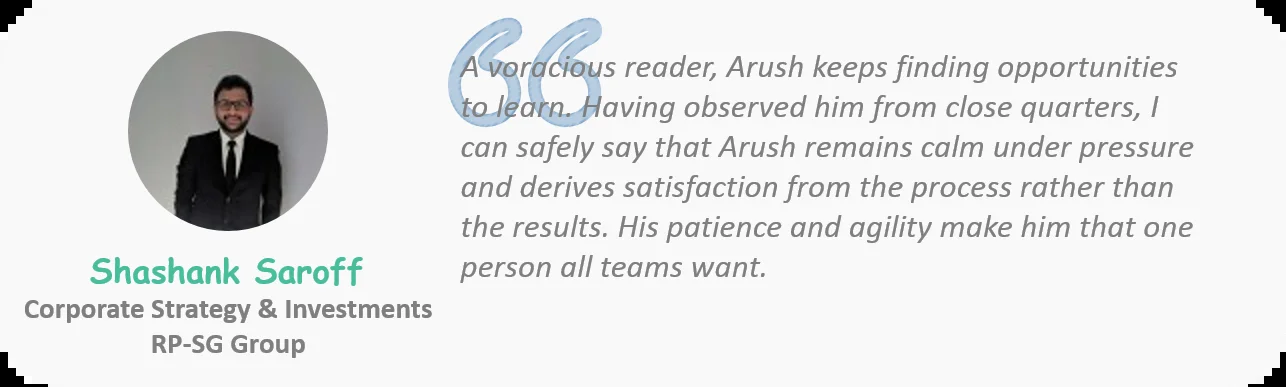 A voracious reader, Arush keeps finding opportunities
to learn. Having observed him from close quarters, I
can safely say that Arush remains calm under pressure
and derives satisfaction from the process rather than
the results. His patience and agility make him that one
person all teams want.
Shashank Saroff
Corporate Strategy & Investments
RP-SG Group